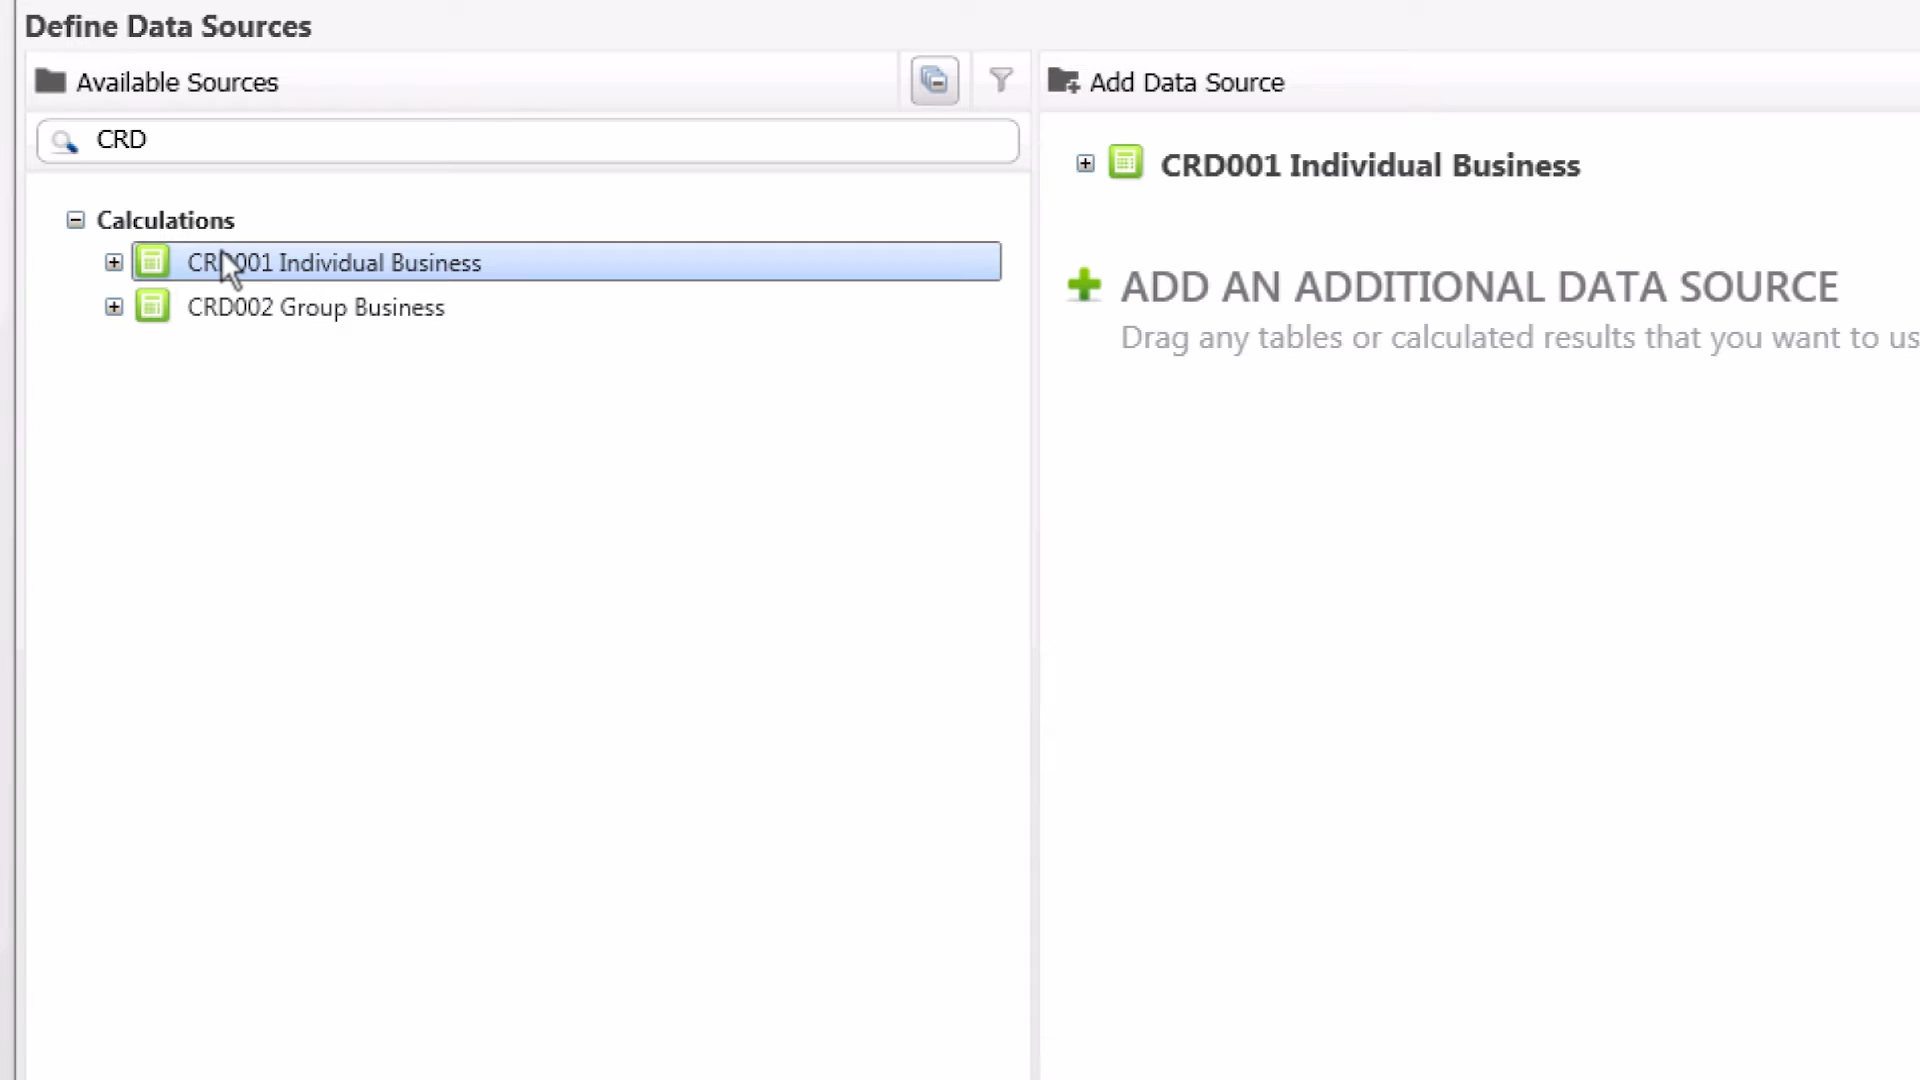 Define Data Sources
Available Sources
Add Data Source
CRD
CRD001 Individual Business
Calculations
CRD001 Individual Business
CRD002 Group Business
ADD AN ADDITIONAL DATA SOURCE
Drag any tables or calculated results that you want to us